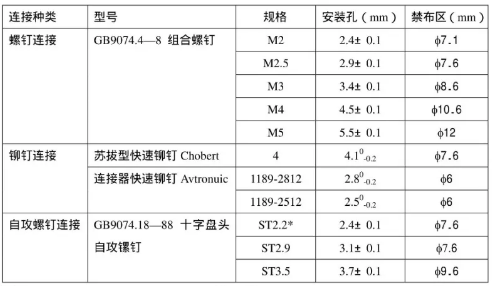 连接种类 型号 规格 安装孔（mm） 禁布区（mm）
螺钉连接 GB9074.4—8 组合螺钉 M2 2.4± 0.1 ϕ7.1
M2.5 2.9± 0.1 ϕ7.6
M3 3.4± 0.1 ϕ8.6
M4 4.5± 0.1 ϕ10.6
M5 5.5± 0.1 ϕ12
铆钉连接 苏拔型快速铆钉 Chobert 4 4.1⁰-0.2 ϕ7.6
连接器快速铆钉 Avtronuic 1189-2812 2.8⁰-0.2 ϕ6
1189-2512 2.5⁰-0.2 ϕ6
自攻螺钉连接 GB9074.18—88 十字盘头 ST2.2* 2.4± 0.1 ϕ7.6
自攻镙钉 ST2.9 3.1± 0.1 ϕ7.6
ST3.5 3.7± 0.1 ϕ9.6